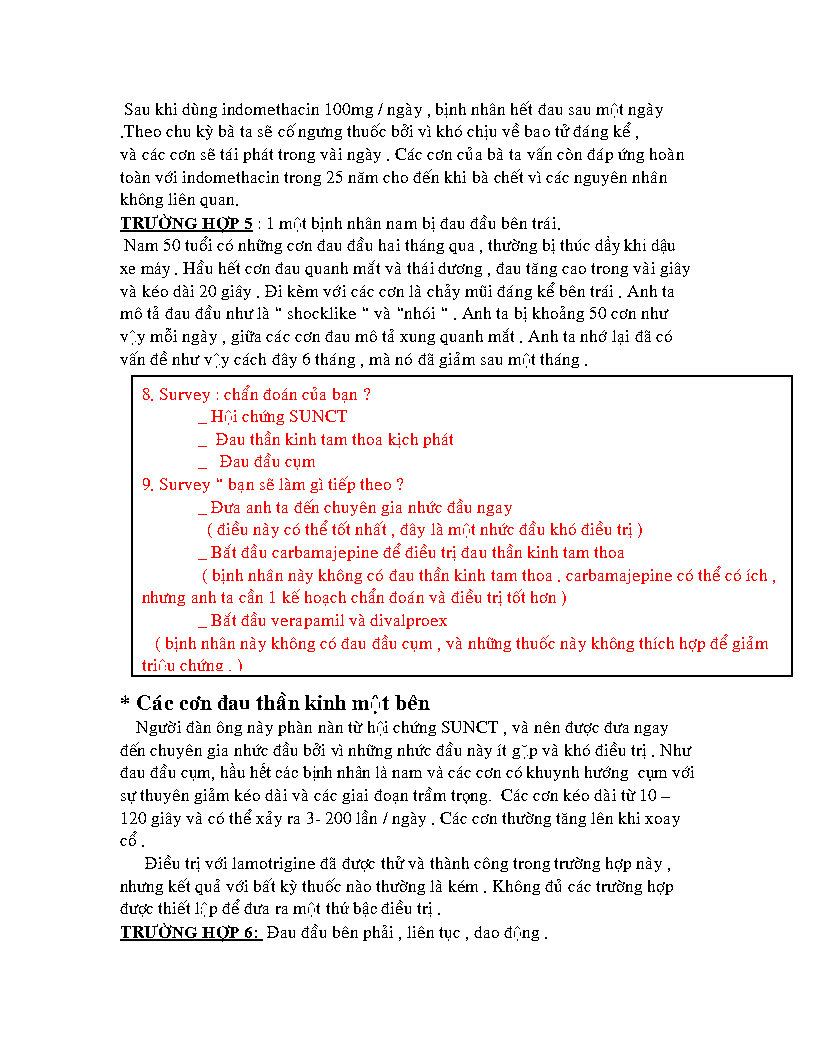 Sau khi dùng indomethacin 100mg / ngày , bịnh nhân hết đau sau một ngày
.Theo chu kỳ bà ta sẽ cố ngưng thuốc bởi vì khó chịu về bao tử đáng kể ,
và các cơn sẽ tái phát trong vài ngày . Các cơn của bà ta vẫn còn đáp ứng hoàn
toàn với indomethacin trong 25 năm cho đến khi bà chết vì các nguyên nhân
không liên quan.
TRƯỜNG HỢP 5 : 1 một bịnh nhân nam bị đau đầu bên trái.
Nam 50 tuổi có những cơn đau đầu hai tháng qua , thường bị thúc dẩy khi dậu
xe máy . Hầu hết cơn đau quanh mắt và thái dương , đau tăng cao trong vài giây
và kéo dài 20 giây . Đi kèm với các cơn là chảy mũi đáng kể bên trái . Anh ta
mô tả đau đầu như là “ shocklike “ và “nhói “ . Anh ta bị khoảng 50 cơn như
vậy mỗi ngày , giữa các cơn đau mô tả xung quanh mắt . Anh ta nhớ lại đã có
vấn đề như vậy cách đây 6 tháng , mà nó đã giảm sau một tháng .
8. Survey : chẩn đoán của bạn ?
_ Hội chứng SUNCT
_ Đau thần kinh tam thoa kịch phát
_ Đau đầu cụm
9. Survey “ bạn sẽ làm gì tiếp theo ?
_ Đưa anh ta đến chuyên gia nhức đầu ngay
( điều này có thể tốt nhất , đây là một nhức đầu khó điều trị )
_ Bắt đầu carbamajepine để điều trị đau thần kinh tam thoa
( bịnh nhân này không có đau thần kinh tam thoa . carbamajepine có thể có ích ,
nhưng anh ta cần 1 kế hoạch chẩn đoán và điều trị tốt hơn )
_ Bắt đầu verapamil và divalproex
( bịnh nhân này không có đau đầu cụm , và những thuốc này không thích hợp để giảm
triệu chứng . )
* Các cơn đau thần kinh một bên
Người đàn ông này phàn nàn từ hội chứng SUNCT , và nên được đưa ngay
đến chuyên gia nhức đầu bởi vì những nhức đầu này ít gặp và khó điều trị . Như
đau đầu cụm, hầu hết các bịnh nhân là nam và các cơn có khuynh hướng cụm với
sự thuyên giảm kéo dài và các giai đoạn trầm trọng. Các cơn kéo dài từ 10 –
120 giây và có thể xảy ra 3- 200 lần / ngày . Các cơn thường tăng lên khi xoay
cổ .
Điều trị với lamotrigine đã được thử và thành công trong trường hợp này ,
nhưng kết quả với bất kỳ thuốc nào thường là kém . Không đủ các trường hợp
được thiết lập để đưa ra một thứ bậc điều trị .
TRƯỜNG HỢP 6: Đau đầu bên phải , liên tục , dao động .